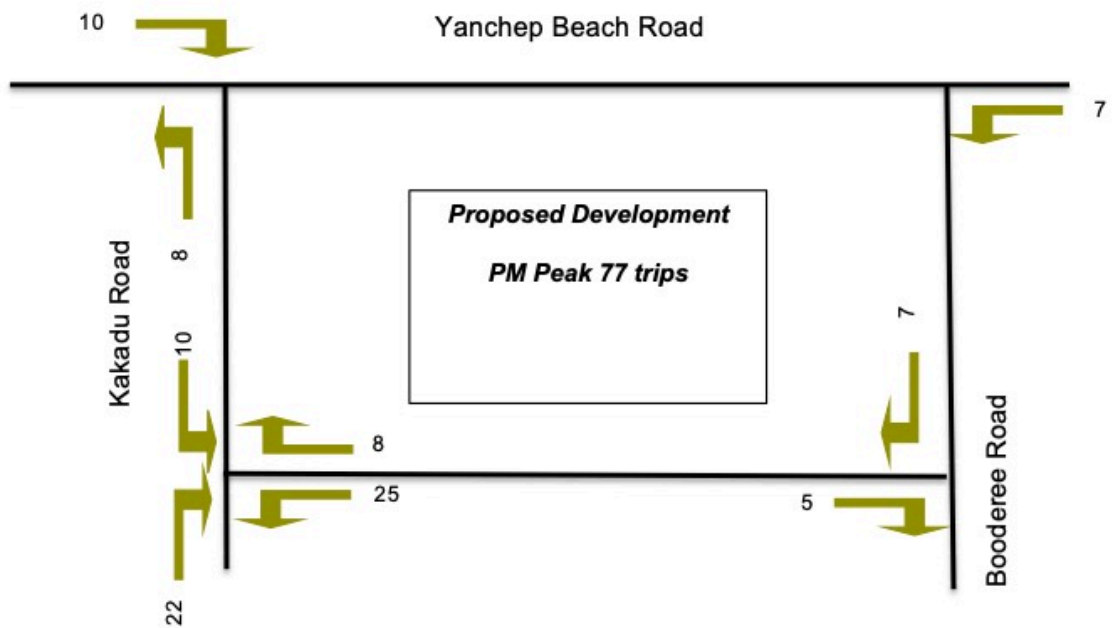 10
Yanchep Beach Road
7
Proposed Development
PM Peak 77 trips
8
Kakadu Road
10
7
8
25
5
Booderee Road
22